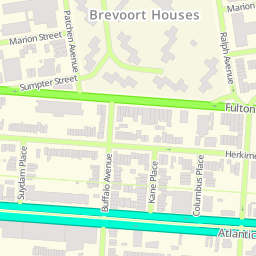 Brevoort Houses
Marion Street
Patchen Avenue
Ralph Avenue
Sumpter Street
Fulton
Herkime
Suydam Place
Buffalo Avenue
Kane Place
Columbus Place
Atlantic